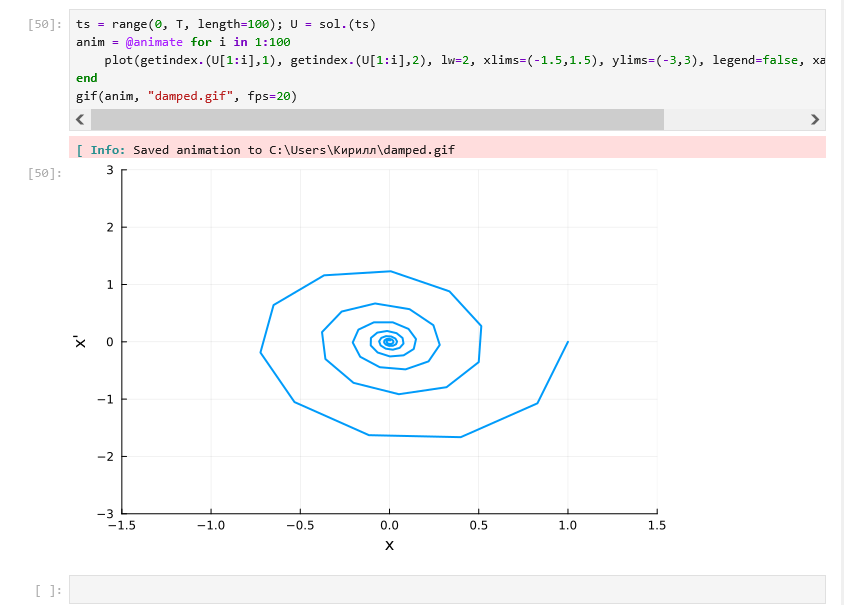 [50]: ts = range(0, T, length=100); U = sol.(ts)
anim = @animate for i in 1:100
    plot(getindex.(U[1:i],1), getindex.(U[1:i],2), lw=2, xlims=(-1.5,1.5), ylims=(-3,3), legend=false, xa
end
gif(anim, "damped.gif", fps=20)
[ Info: Saved animation to C:\Users\Кирилл\damped.gif
[50]:
3
2
1
0
−1
−2
−3
x'
−1.5 −1.0 −0.5 0.0 0.5 1.0 1.5
x
[ ]: